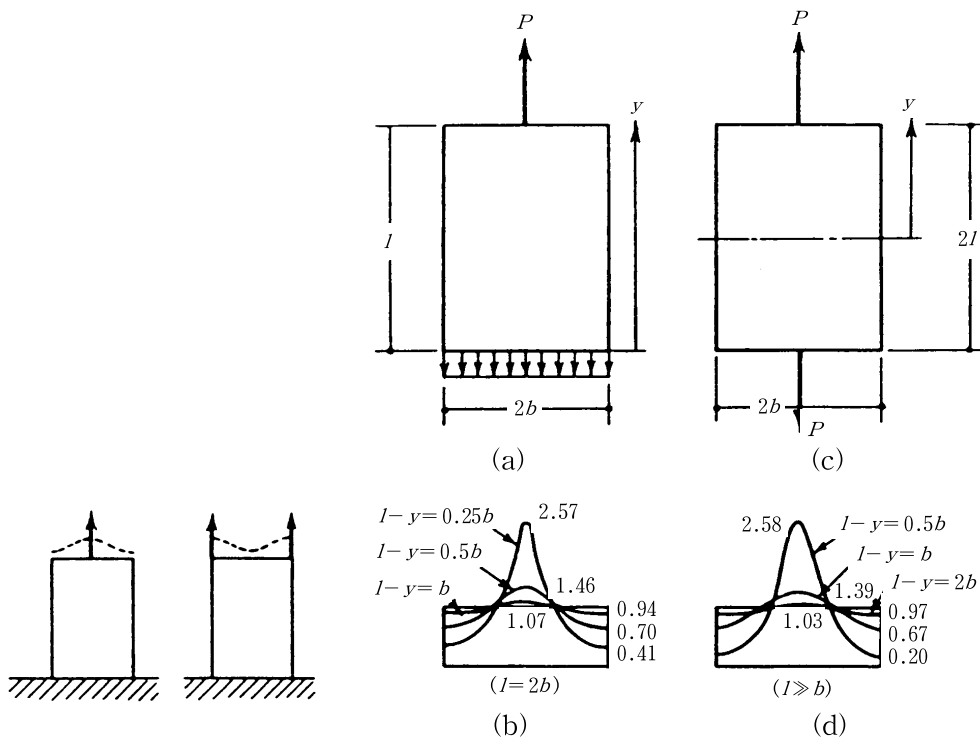 P
y
l
2b
(a)
P
y
2l
2b
P
(c)
l−y=0.25b
2.57
l−y=0.5b
l−y=b
1.46
1.07
0.94
0.70
0.41
(l=2b)
(b)
2.58
l−y=0.5b
l−y=b
1.39
l−y=2b
1.03
0.97
0.67
0.20
(l≫b)
(d)